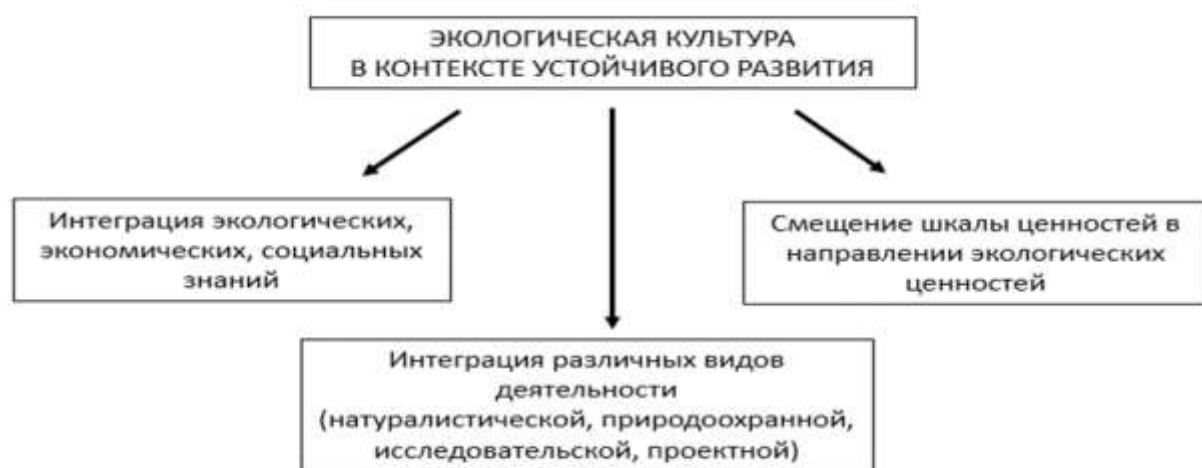 ЭКОЛОГИЧЕСКАЯ КУЛЬТУРА
В КОНТЕКСТЕ УСТОЙЧИВОГО РАЗВИТИЯ
Интеграция экологических,
экономических, социальных
знаний
Смещение шкалы ценностей в
направлении экологических
ценностей
Интеграция различных видов
деятельности
(натуралистической, природоохранной,
исследовательской, проектной)